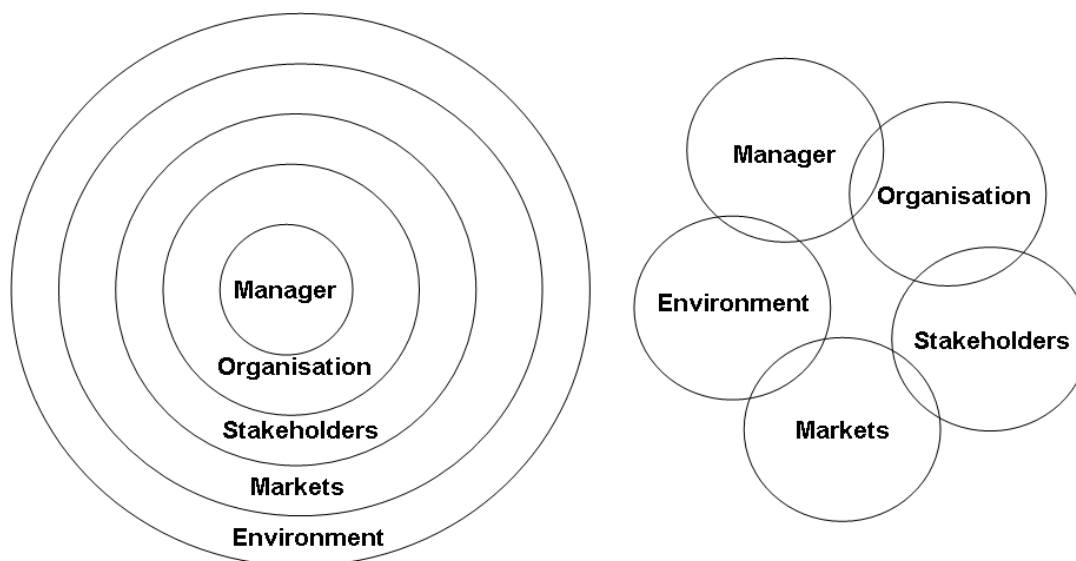 Manager
Organisation
Stakeholders
Markets
Environment
Manager
Organisation
Environment
Stakeholders
Markets